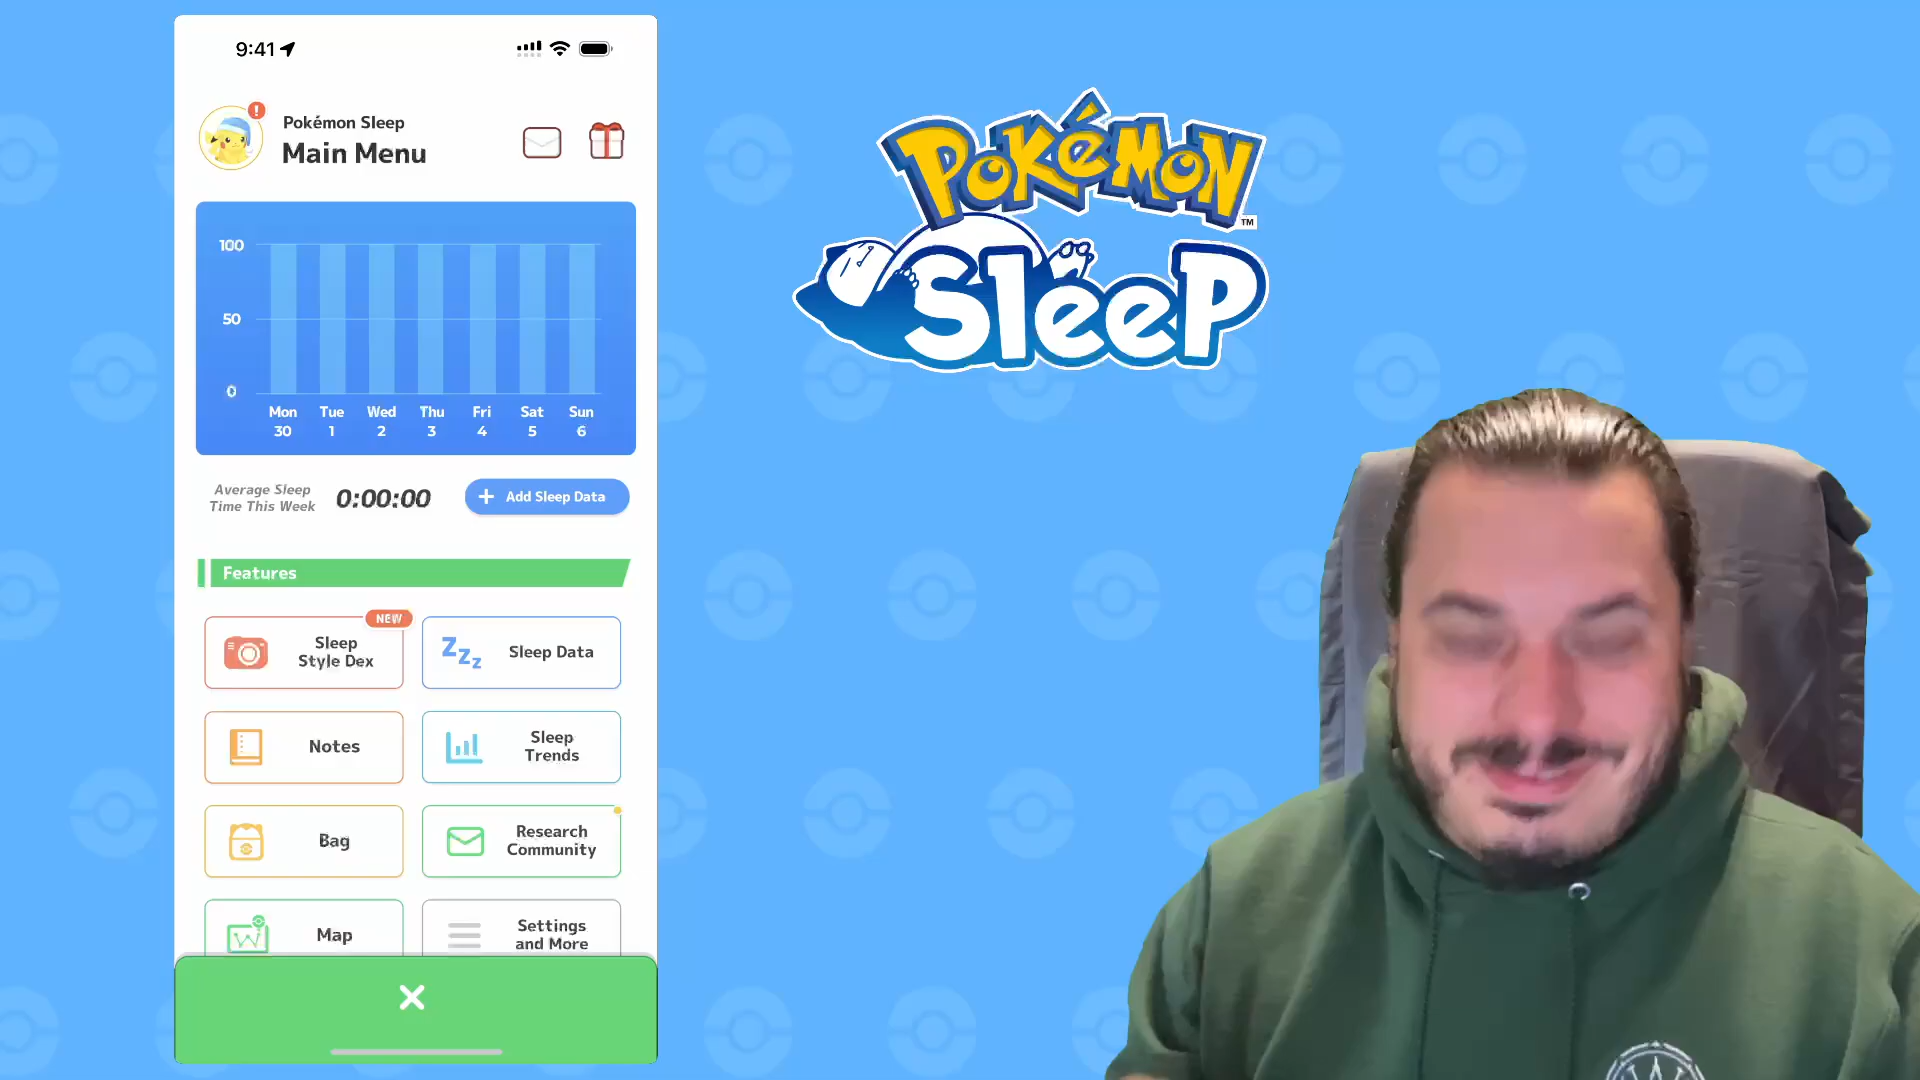 9:41
!
Pokémon Sleep
Main Menu
100
50
0
Mon Tue Wed Thu Fri Sat Sun
30 1 2 3 4 5 6
Average Sleep
Time This Week
0:00:00
+ Add Sleep Data
Features
NEW
Sleep
Style Dex
Zzz
Sleep Data
Notes
Sleep
Trends
Bag
Research
Community
Map
Settings
and More
POKéMON
TM
Sleep